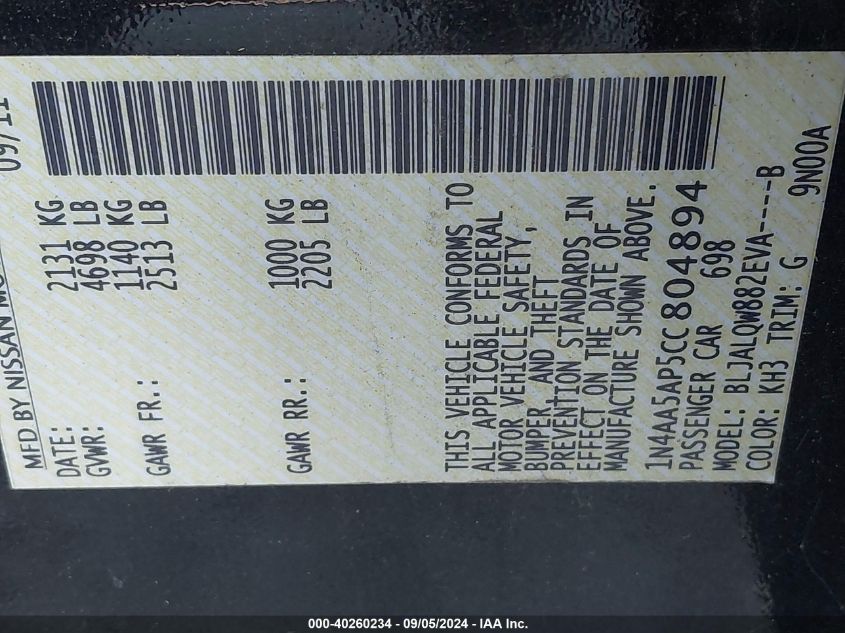 MFD BY NISSAN MO
DATE: 09/11
GVWR: 2131 KG
4698 LB
GAWR FR.: 1140 KG
2513 LB
GAWR RR.: 1000 KG
2205 LB
THIS VEHICLE CONFORMS TO
ALL APPLICABLE FEDERAL
MOTOR VEHICLE SAFETY,
BUMPER, AND THEFT
PREVENTION STANDARDS IN
EFFECT ON THE DATE OF
MANUFACTURE SHOWN ABOVE.
1N4AA5AP5CC804894
PASSENGER CAR 698
MODEL: BLJALQW882EVA----B
COLOR: KH3 TRIM: G 9N00A
000-40260234 - 09/05/2024 - IAA Inc.